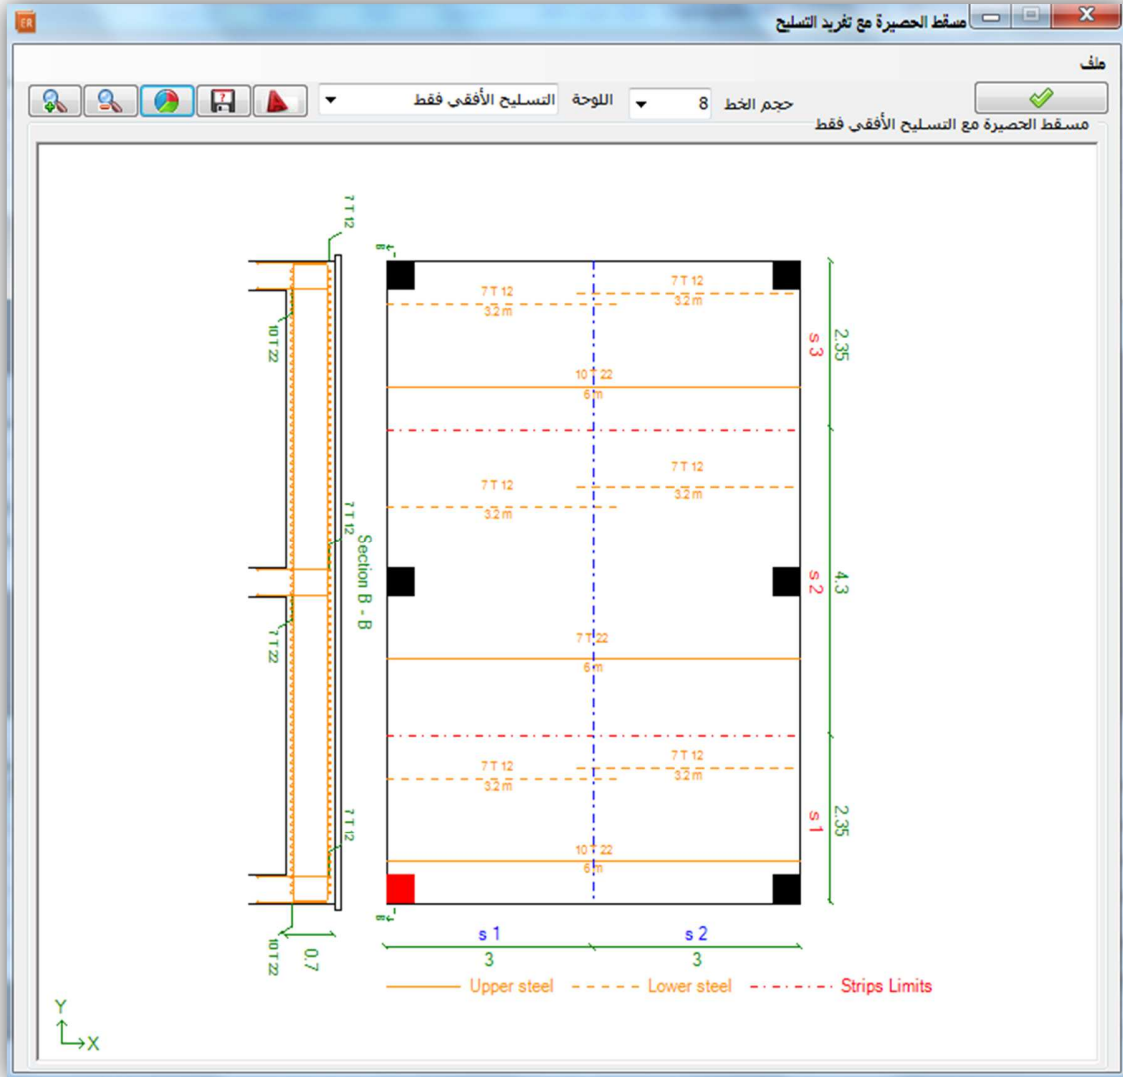 مسقط الحصيرة مع تفريد التسليح
ER
ملف
حجم الخط 8 اللوحة التسليح الأفقي فقط
مسقط الحصيرة مع التسليح الأفقي فقط
7 T 12
10 T 22
7 T 12
7 T 22
7 T 12
10 T 22
0.7
Section B - B
B
B
7 T 12
3.2 m
7 T 12
3.2 m
10 T 22
6 m
7 T 12
3.2 m
7 T 12
3.2 m
7 T 22
6 m
7 T 12
3.2 m
7 T 12
3.2 m
10 T 22
6 m
s 3
2.35
s 2
4.3
s 1
2.35
s 1
s 2
3
3
Upper steel
Lower steel
Strips Limits
Y
X